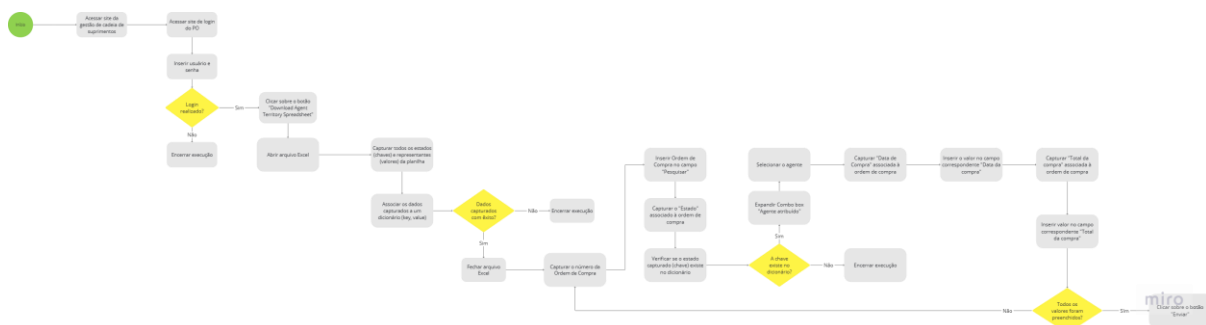 Início
Acessar site da
gestão de cadeia de
suprimentos
Acessar site de login
do PO
Inserir usuário e
senha
Login
realizado?
Sim
Não
Encerrar execução
Clicar sobre o botão
"Download Agent
Territory Spreadsheet"
Abrir arquivo Excel
Capturar todos os estados
(chaves) e representantes
(valores) da planilha
Associar os dados
capturados a um
dicionário (key, value)
Dados
capturados
com êxito?
Não
Encerrar execução
Sim
Fechar arquivo
Excel
Capturar o número de
Ordem de Compra
Inserir Ordem de
Compra no campo
"Pesquisar"
Capturar o "Estado"
associado à ordem de
compra
Verificar se o estado
capturado (chave) existe
no dicionário
A chave
existe no
dicionário?
Não
Encerrar execução
Sim
Expandir Combo box
"Agente atribuído"
Selecionar o agente
Capturar "Data de
Compra" associada à
ordem de compra
Inserir o valor no campo
correspondente "Data da
compra"
Capturar "Total da
compra" associada à
ordem de compra
Inserir valor no campo
correspondente "Total
da compra"
Todos os
valores foram
preenchidos?
Não
Sim
Clicar sobre o botão
"Enviar"
miro